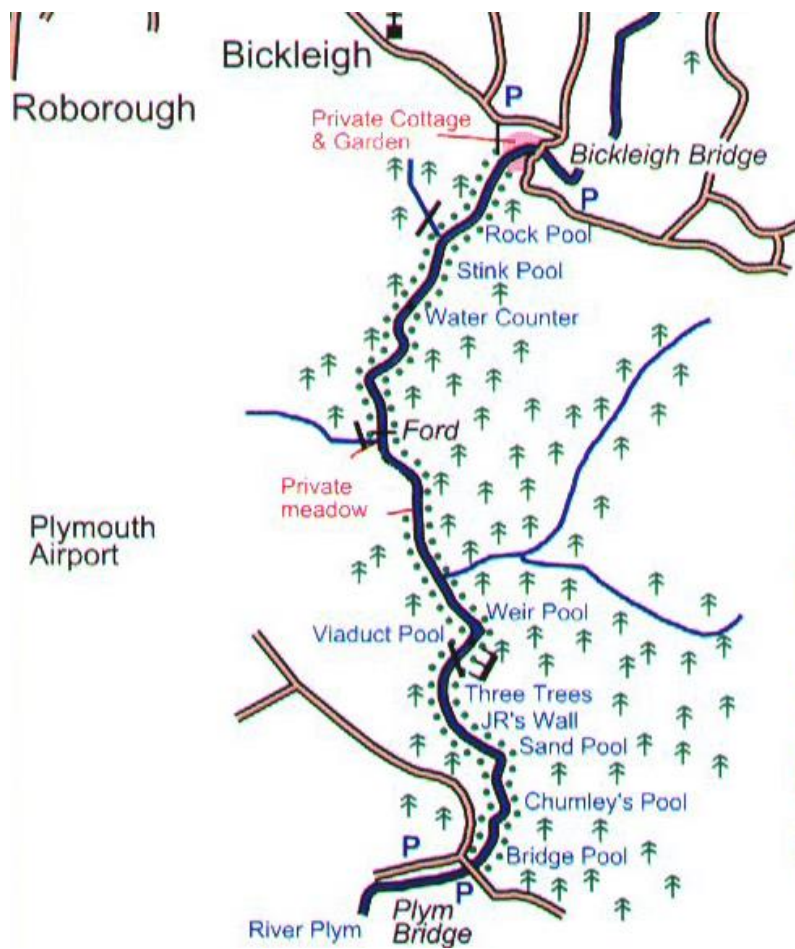 Bickleigh
Roborough
P
Private Cottage
& Garden
Bickleigh Bridge
P
Rock Pool
Stink Pool
Water Counter
Ford
Private
meadow
Plymouth
Airport
Weir Pool
Viaduct Pool
Three Trees
JR's Wall
Sand Pool
Chumley's Pool
P
Bridge Pool
P
River Plym
Plym
Bridge